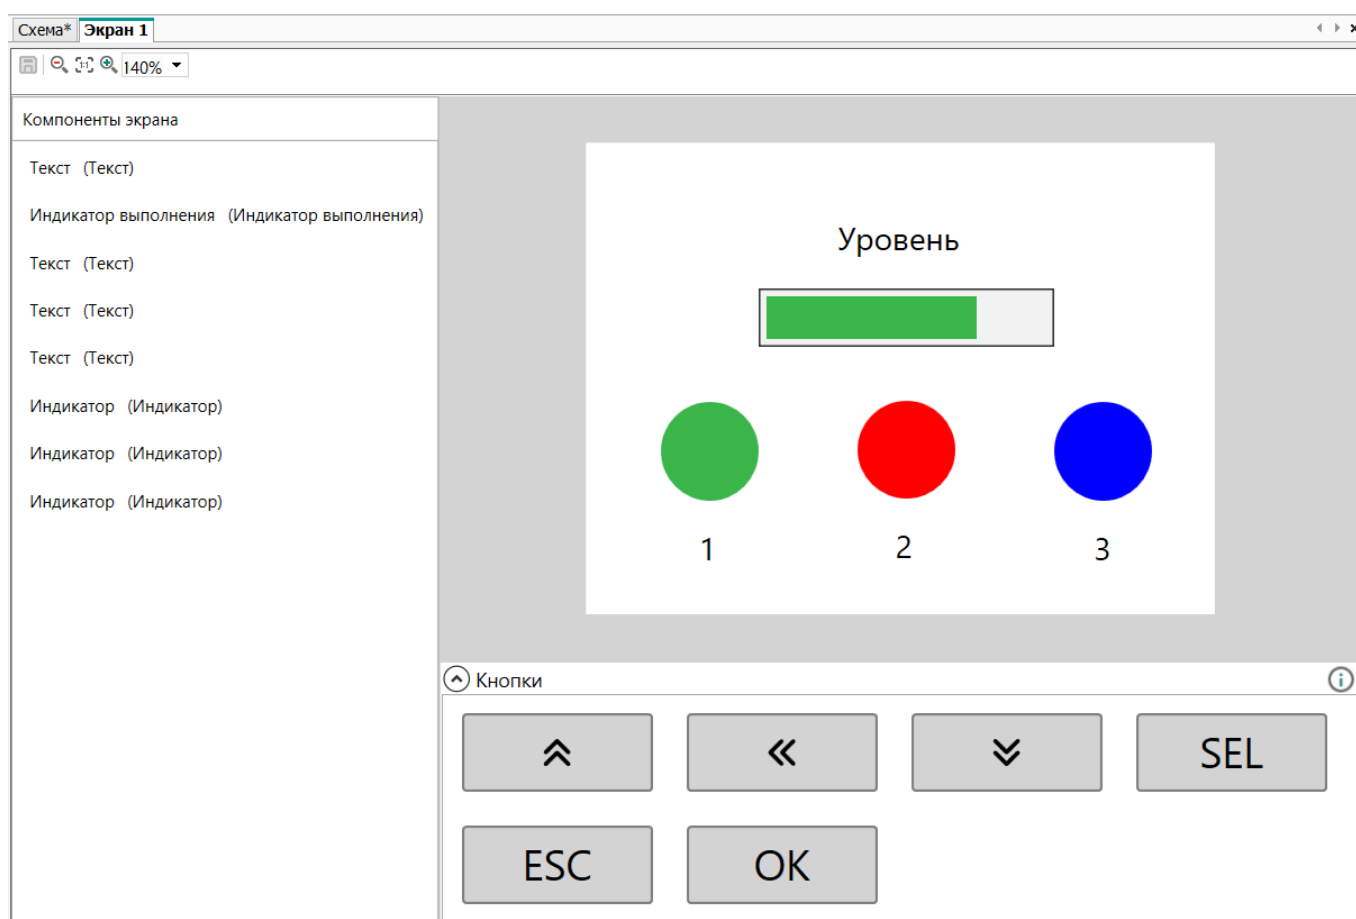 Схема* Экран 1
140%
Компоненты экрана
Текст (Текст)
Индикатор выполнения (Индикатор выполнения)
Текст (Текст)
Текст (Текст)
Текст (Текст)
Индикатор (Индикатор)
Индикатор (Индикатор)
Индикатор (Индикатор)
Уровень
1 2 3
Кнопки
SEL
ESC OK